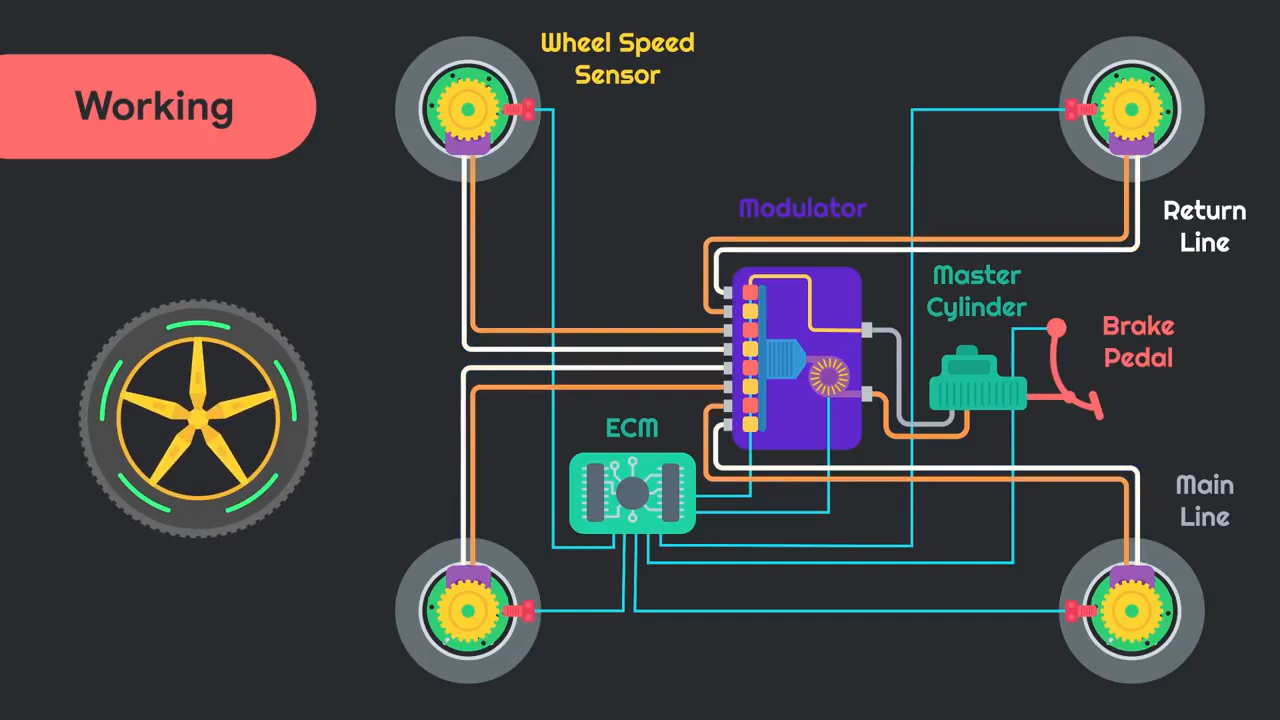 Working
Wheel Speed
Sensor
Modulator
Return
Line
Master
Cylinder
Brake
Pedal
ECM
Main
Line